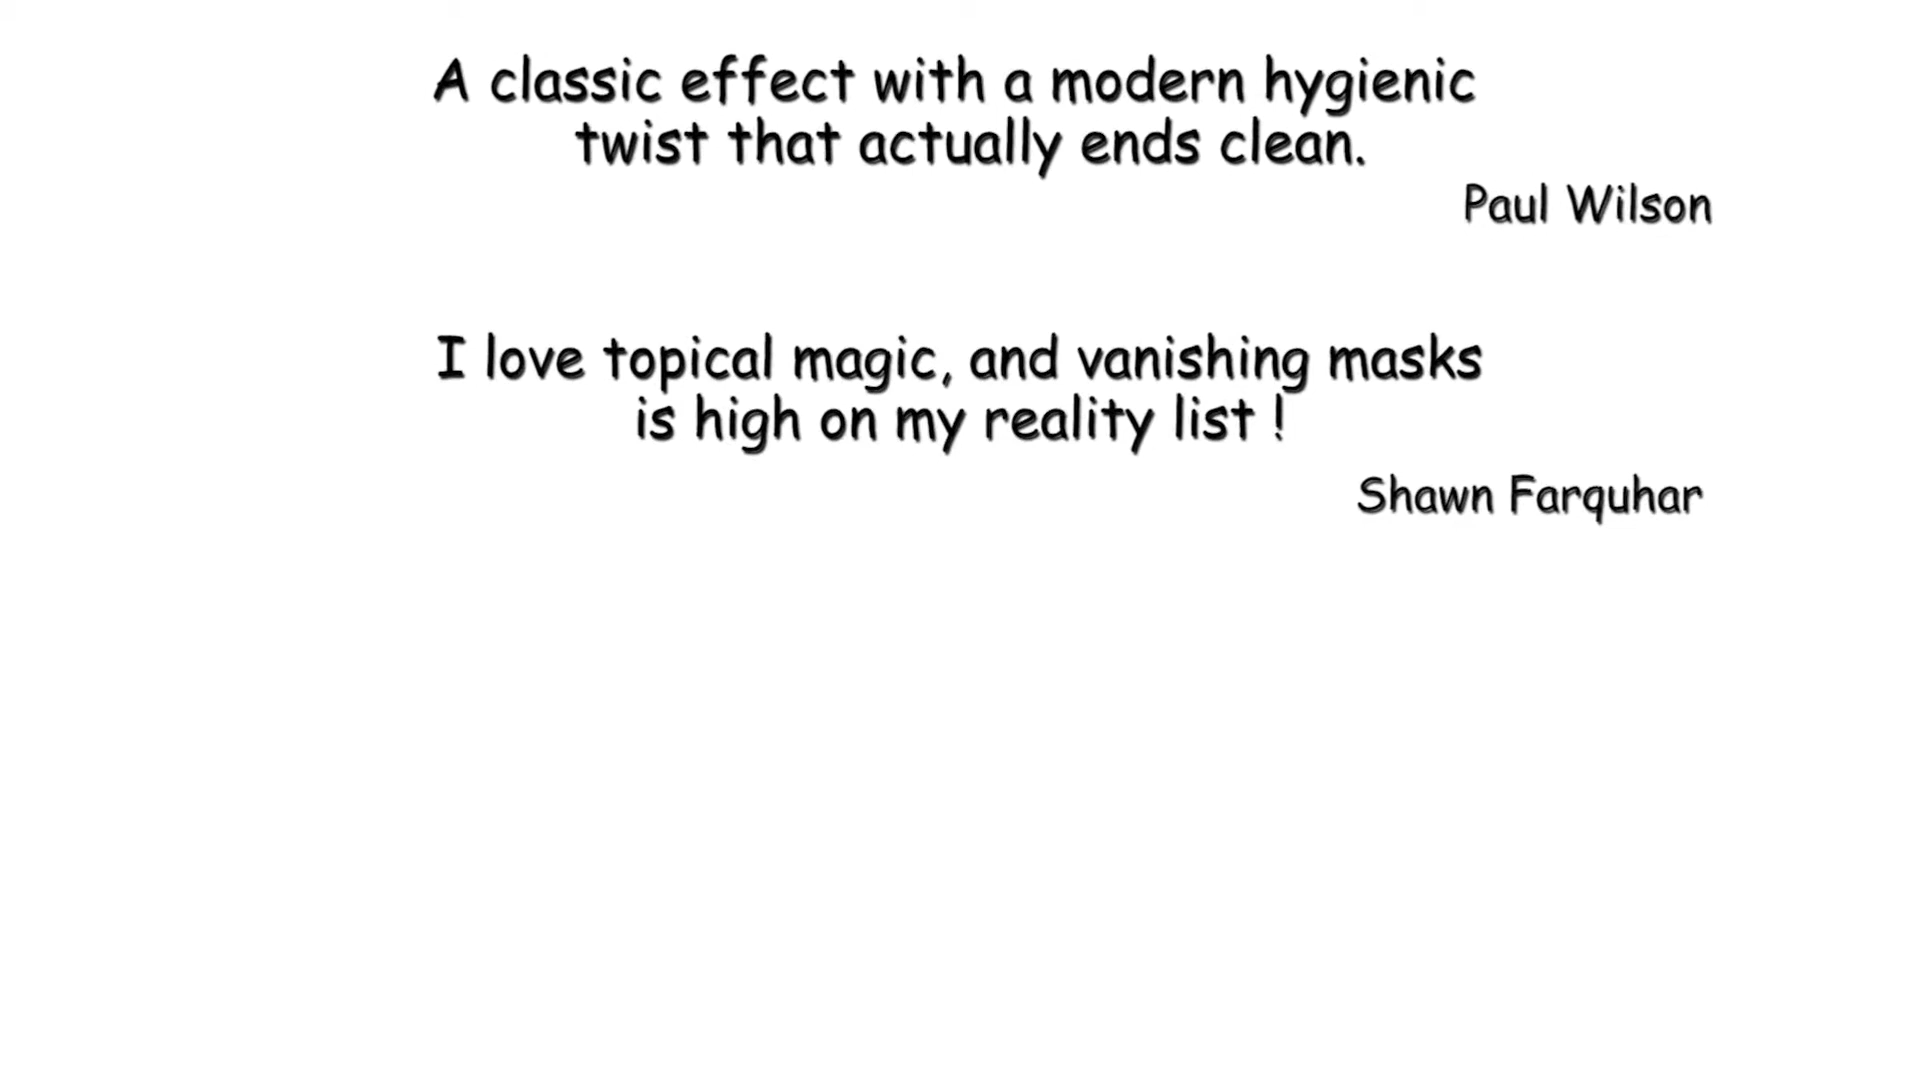 A classic effect with a modern hygienic
twist that actually ends clean.
Paul Wilson
I love topical magic, and vanishing masks
is high on my reality list !
Shawn Farquhar